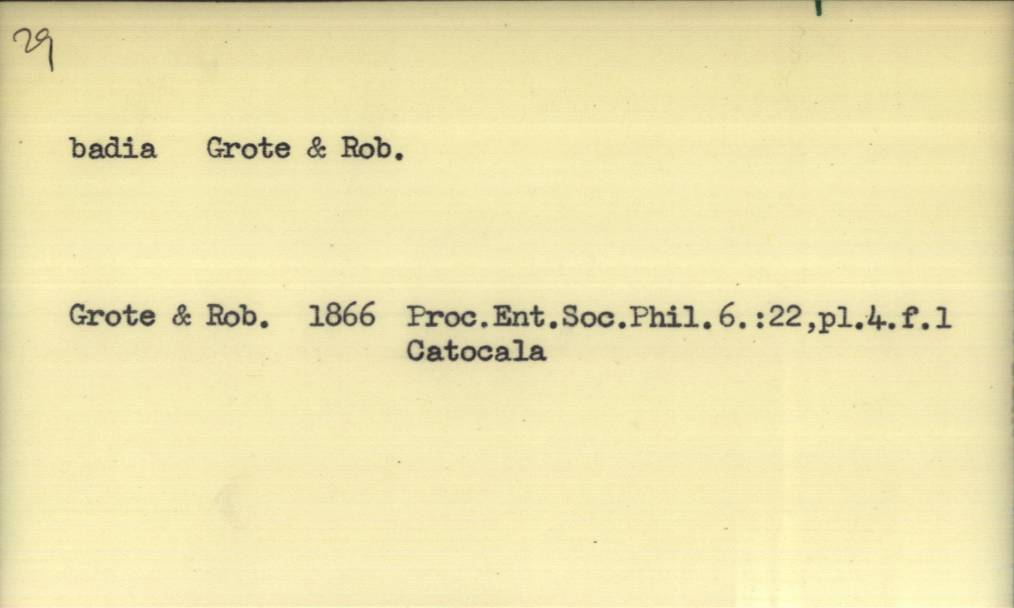 29
badia Grote & Rob.
Grote & Rob. 1866 Proc.Ent.Soc.Phil.6.:22,pl.4.f.1
Catocala